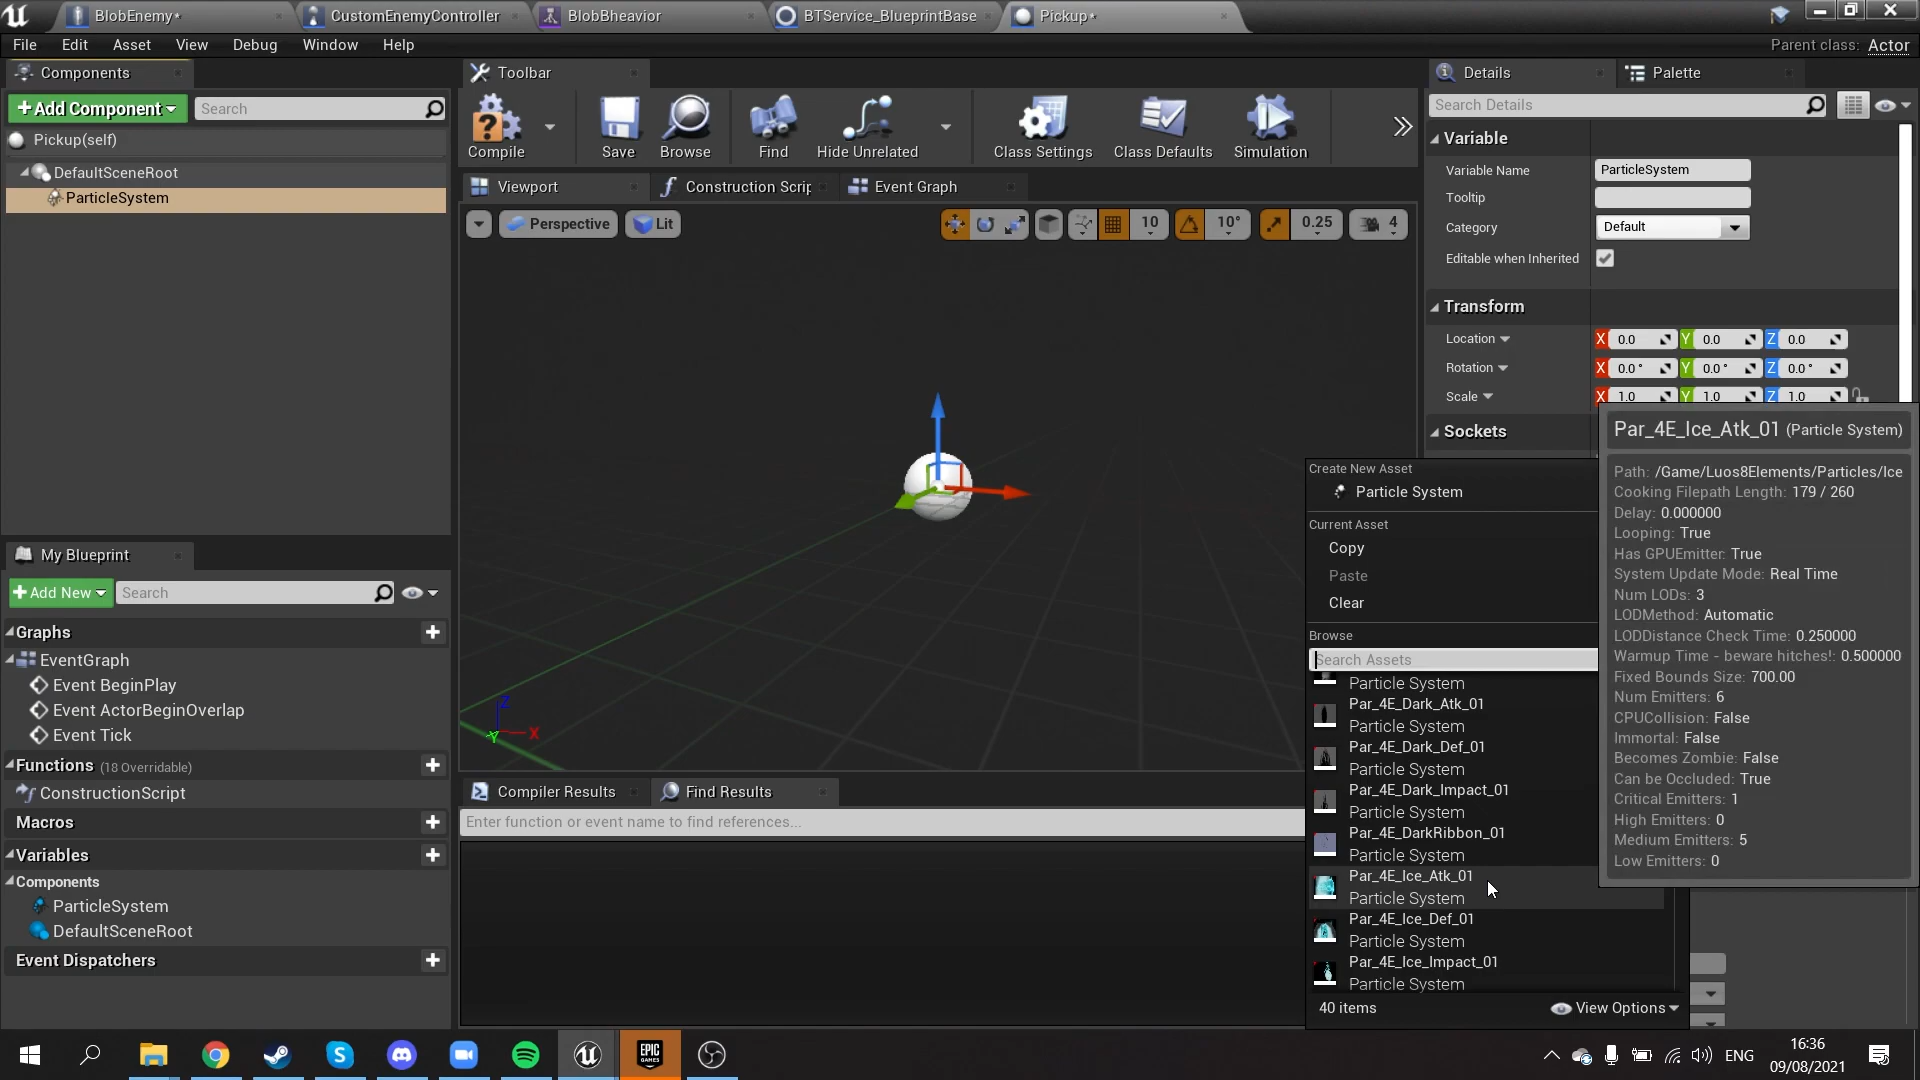 BlobEnemy*
CustomEnemyController
BlobBheavior
BTService_BlueprintBase
Pickup*
File Edit Asset View Debug Window Help
Parent class: Actor
Components
Add Component
Search
Pickup(self)
DefaultSceneRoot
ParticleSystem
Toolbar
Compile
Save
Browse
Find
Hide Unrelated
Class Settings
Class Defaults
Simulation
Viewport
Construction Scrip
Event Graph
Perspective
Lit
10
10°
0.25
4
Details
Palette
Search Details
Variable
Variable Name
ParticleSystem
Tooltip
Category
Default
Editable when Inherited
Transform
Location X 0.0 Y 0.0 Z 0.0
Rotation X 0.0° Y 0.0° Z 0.0°
Scale X 1.0 Y 1.0 Z 1.0
Sockets
My Blueprint
Add New
Search
Graphs
EventGraph
Event BeginPlay
Event ActorBeginOverlap
Event Tick
Functions (18 Overridable)
ConstructionScript
Macros
Variables
Components
ParticleSystem
DefaultSceneRoot
Event Dispatchers
Z
X
Y
Compiler Results
Find Results
Enter function or event name to find references...
Create New Asset
Particle System
Current Asset
Copy
Paste
Clear
Browse
Search Assets
Particle System
Par_4E_Dark_Atk_01
Particle System
Par_4E_Dark_Def_01
Particle System
Par_4E_Dark_Impact_01
Particle System
Par_4E_DarkRibbon_01
Particle System
Par_4E_Ice_Atk_01
Particle System
Par_4E_Ice_Def_01
Particle System
Par_4E_Ice_Impact_01
Particle System
40 items
View Options
Par_4E_Ice_Atk_01 (Particle System)
Path: /Game/Luos8Elements/Particles/Ice
Cooking Filepath Length: 179 / 260
Delay: 0.000000
Looping: True
Has GPUEmitter: True
System Update Mode: Real Time
Num LODs: 3
LODMethod: Automatic
LODDistance Check Time: 0.250000
Warmup Time - beware hitches!: 0.500000
Fixed Bounds Size: 700.00
Num Emitters: 6
CPUCollision: False
Immortal: False
Becomes Zombie: False
Can be Occluded: True
Critical Emitters: 1
High Emitters: 0
Medium Emitters: 5
Low Emitters: 0
EPIC
GAMES
ENG
16:36
09/08/2021